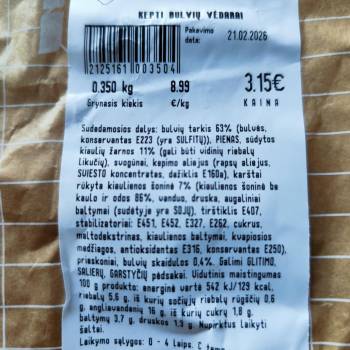 KEPTI BULVIŲ VĖDARAI
Pakavimo
data: 21.02.2026
2125161 003504
0.350 kg 8.99 3.15€
Grynasis kiekis €/kg KAINA
Sudedamosios dalys: bulvių tarkis 63% (bulvės,
konservantas E223 (yra SULFITŲ)), PIENAS, sūdytos
kiaulių žarnos 11% (gali būti vidinių riebalų
likučių), svogūnai, kepimo aliejus (rapsų aliejus,
SVIESTO koncentratas, dažiklis E160a), karštai
rūkyta kiaulienos šoninė 7% (kiaulienos šoninė be
kaulo ir odos 86%, vanduo, druska, augaliniai
baltymai (sudėtyje yra SOJŲ), tirštiklis E407,
stabilizatoriai: E451, E452, E327, E262, cukrus,
maltodekstrinas, kiaulienos baltymai, kvapiosios
medžiagos, antioksidantas E316, konservantas E250),
prieskoniai, bulvių skaidulos 0,4%. Galimi GLITIMO,
SALIERŲ, GARSTYČIŲ pėdsakai. Vidutinis maistingumas
100 g produkto: energinė vertė 542 kJ/129 kcal,
riebalų 5,6 g, iš kurių sočiųjų riebalų rūgščių 0,6
g, angliavandenių 16 g, iš kurių cukrų 1,8 g,
baltymų 3,7 g, druskos 1,3 g. Nupirktus laikyti
šaltai.
Laikymo sąlygos: 0 - 4 laips. C temp